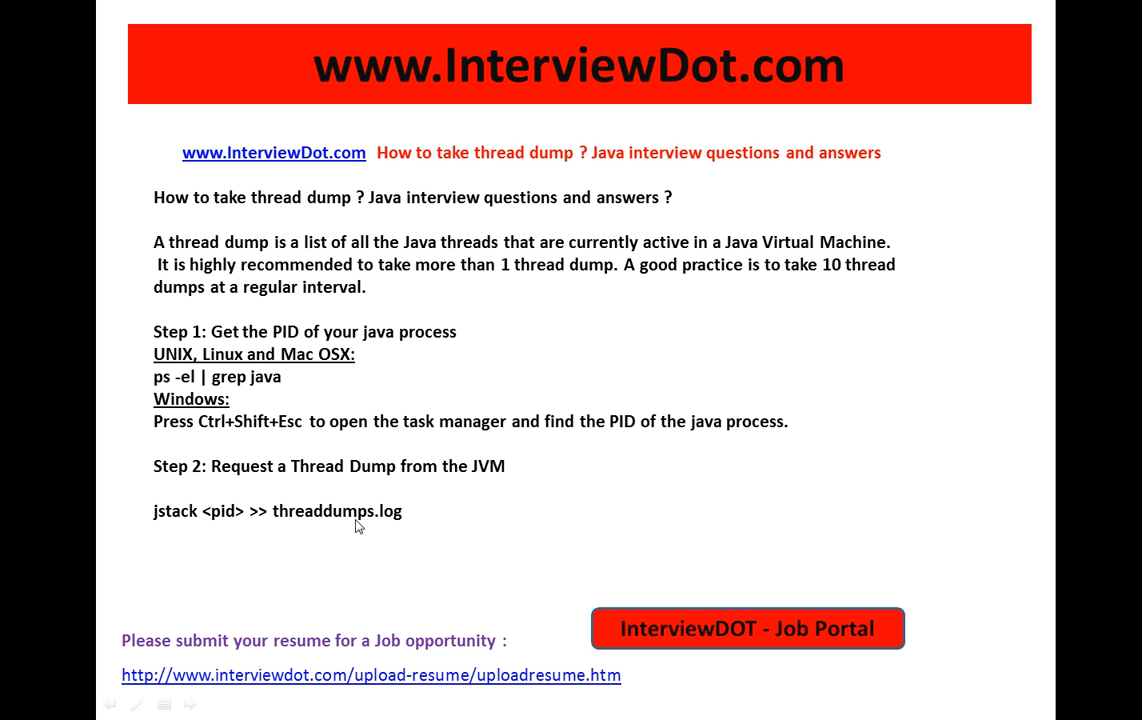 www.InterviewDot.com
www.InterviewDot.com How to take thread dump ? Java interview questions and answers
How to take thread dump ? Java interview questions and answers ?
A thread dump is a list of all the Java threads that are currently active in a Java Virtual Machine.
It is highly recommended to take more than 1 thread dump. A good practice is to take 10 thread
dumps at a regular interval.
Step 1: Get the PID of your java process
UNIX, Linux and Mac OSX:
ps -el | grep java
Windows:
Press Ctrl+Shift+Esc to open the task manager and find the PID of the java process.
Step 2: Request a Thread Dump from the JVM
jstack <pid> >> threaddumps.log
InterviewDOT - Job Portal
Please submit your resume for a Job opportunity :
http://www.interviewdot.com/upload-resume/uploadresume.htm